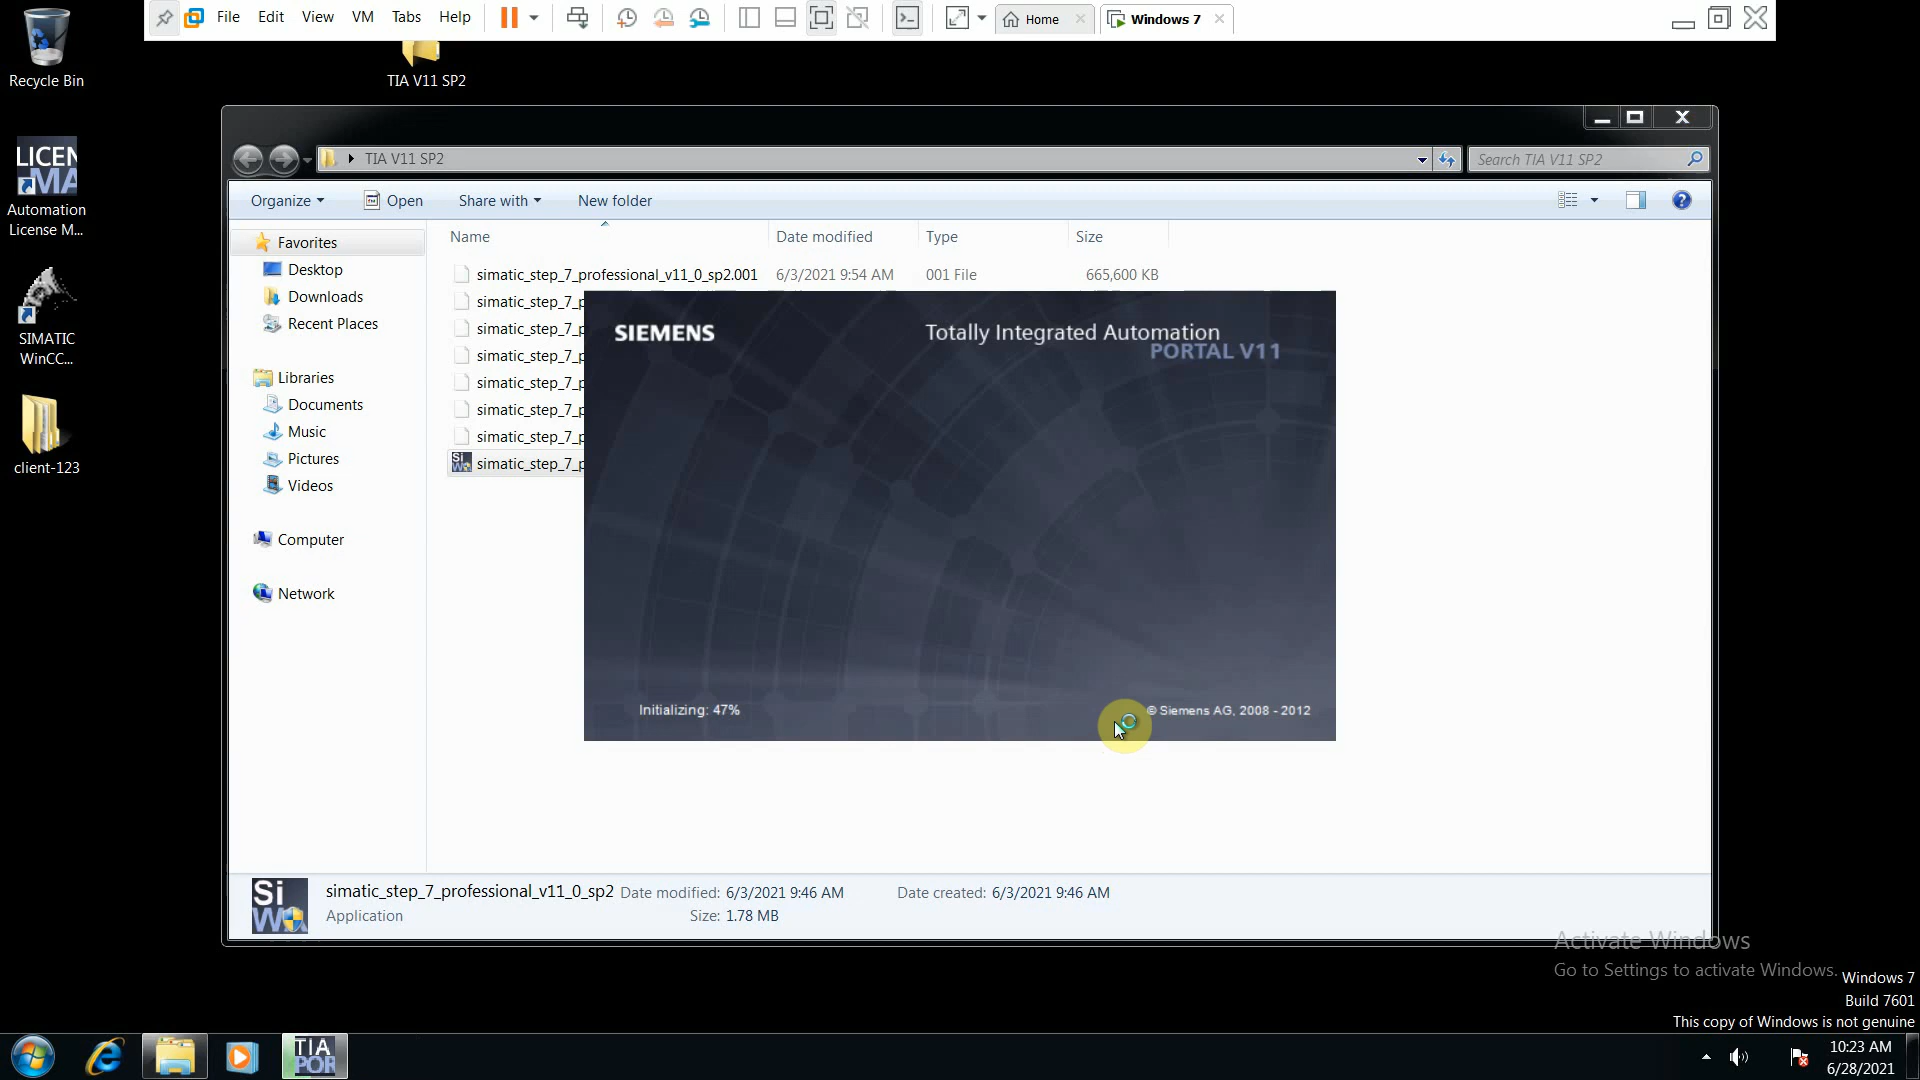 File Edit View VM Tabs Help
Home
Windows 7
Recycle Bin
TIA V11 SP2
LICEN
MA
Automation
License M...
SIMATIC
WinCC...
client-123
TIA V11 SP2
Search TIA V11 SP2
Organize Open Share with New folder
Favorites
Desktop
Downloads
Recent Places
Libraries
Documents
Music
Pictures
Videos
Computer
Network
Name Date modified Type Size
simatic_step_7_professional_v11_0_sp2.001 6/3/2021 9:54 AM 001 File 665,600 KB
simatic_step_7_p
simatic_step_7_p
simatic_step_7_p
simatic_step_7_p
simatic_step_7_p
simatic_step_7_p
simatic_step_7_p
SIEMENS
Totally Integrated Automation
PORTAL V11
Initializing: 47%
© Siemens AG, 2008 - 2012
Si
simatic_step_7_professional_v11_0_sp2 Date modified: 6/3/2021 9:46 AM Date created: 6/3/2021 9:46 AM
Application Size: 1.78 MB
Activate Windows
Go to Settings to activate Windows.
Windows 7
Build 7601
This copy of Windows is not genuine
TIA
POR
10:23 AM
6/28/2021